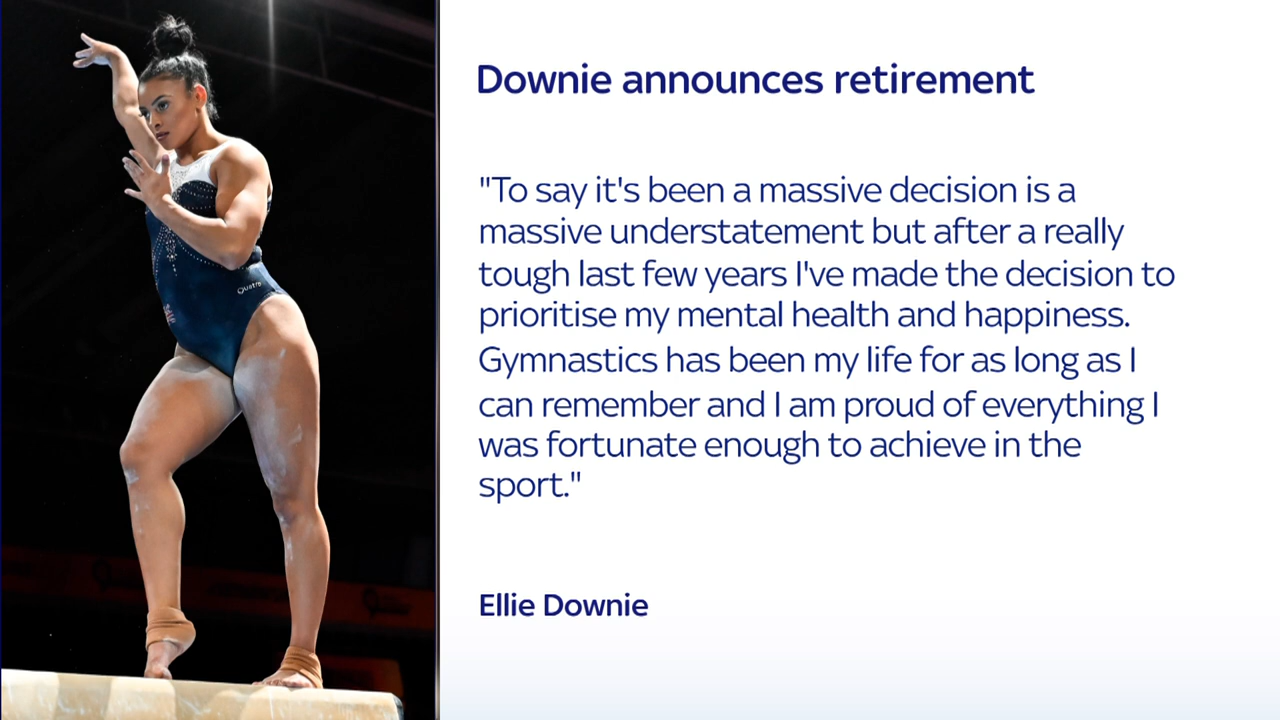 Downie announces retirement
"To say it's been a massive decision is a
massive understatement but after a really
tough last few years I've made the decision to
prioritise my mental health and happiness.
Gymnastics has been my life for as long as I
can remember and I am proud of everything I
was fortunate enough to achieve in the
sport."
Ellie Downie
Quatro